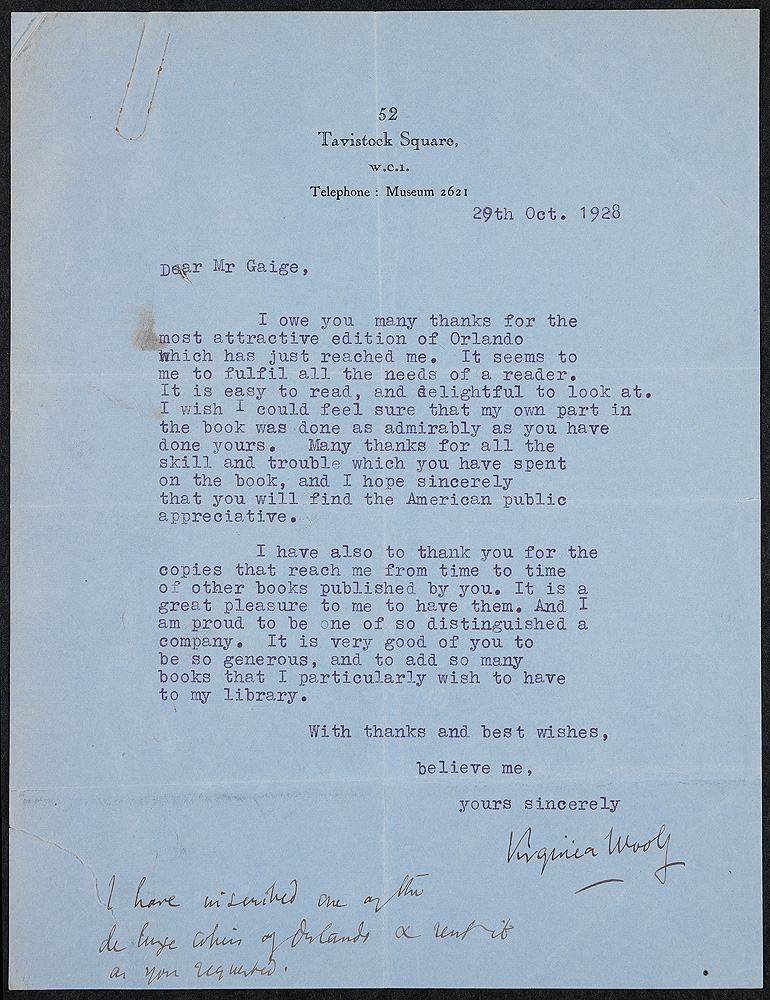 52
Tavistock Square,
W.C.1.
Telephone : Museum 2621
29th Oct. 1928
Dear Mr Gaige,
I owe you many thanks for the
most attractive edition of Orlando
which has just reached me. It seems to
me to fulfil all the needs of a reader.
It is easy to read, and delightful to look at.
I wish I could feel sure that my own part in
the book was done as admirably as you have
done yours. Many thanks for all the
skill and trouble which you have spent
on the book, and I hope sincerely
that you will find the American public
appreciative.
I have also to thank you for the
copies that reach me from time to time
of other books published by you. It is a
great pleasure to me to have them. And I
am proud to be one of so distinguished a
company. It is very good of you to
be so generous, and to add so many
books that I particularly wish to have
to my library.
With thanks and best wishes,
believe me,
yours sincerely
Virginia Woolf
I have inscribed one of the
de luxe copies of Orlando & sent it
as you requested.